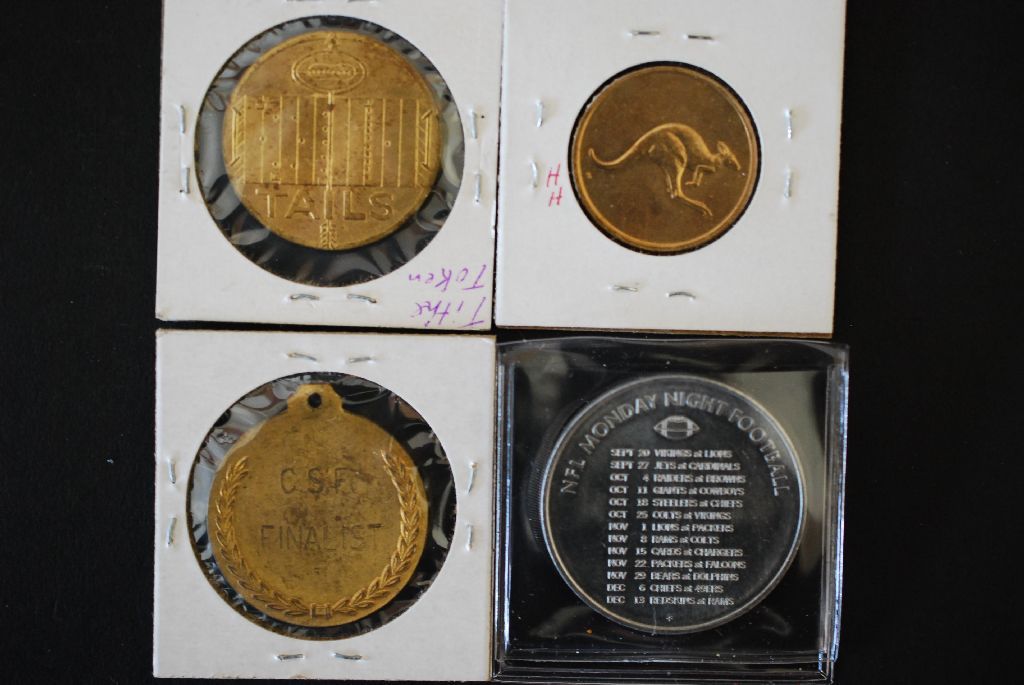 TAILS
Tithe
Token
H
H
C.S.F.
FINALIST
NFL MONDAY NIGHT FOOTBALL
SEPT 20 VIKINGS at LIONS
SEPT 27 JETS at CARDINALS
OCT 4 RAIDERS at BROWNS
OCT 11 GIANTS at COWBOYS
OCT 18 STEELERS at CHIEFS
OCT 25 COLTS at VIKINGS
NOV 1 LIONS at PACKERS
NOV 8 RAMS at COLTS
NOV 15 CARDS at CHARGERS
NOV 22 PACKERS at FALCONS
NOV 29 BEARS at DOLPHINS
DEC 6 CHIEFS at 49ERS
DEC 13 REDSKINS at RAMS